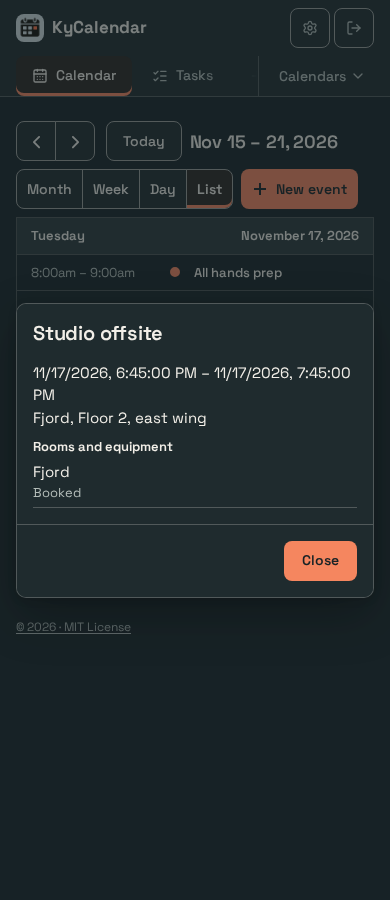 KyCalendar
Calendar
Tasks
Calendars
Today
Nov 15 – 21, 2026
Month
Week
Day
List
New event
Tuesday
November 17, 2026
8:00am – 9:00am
All hands prep
Studio offsite
11/17/2026, 6:45:00 PM – 11/17/2026, 7:45:00
PM
Fjord, Floor 2, east wing
Rooms and equipment
Fjord
Booked
Close
© 2026 · MIT License